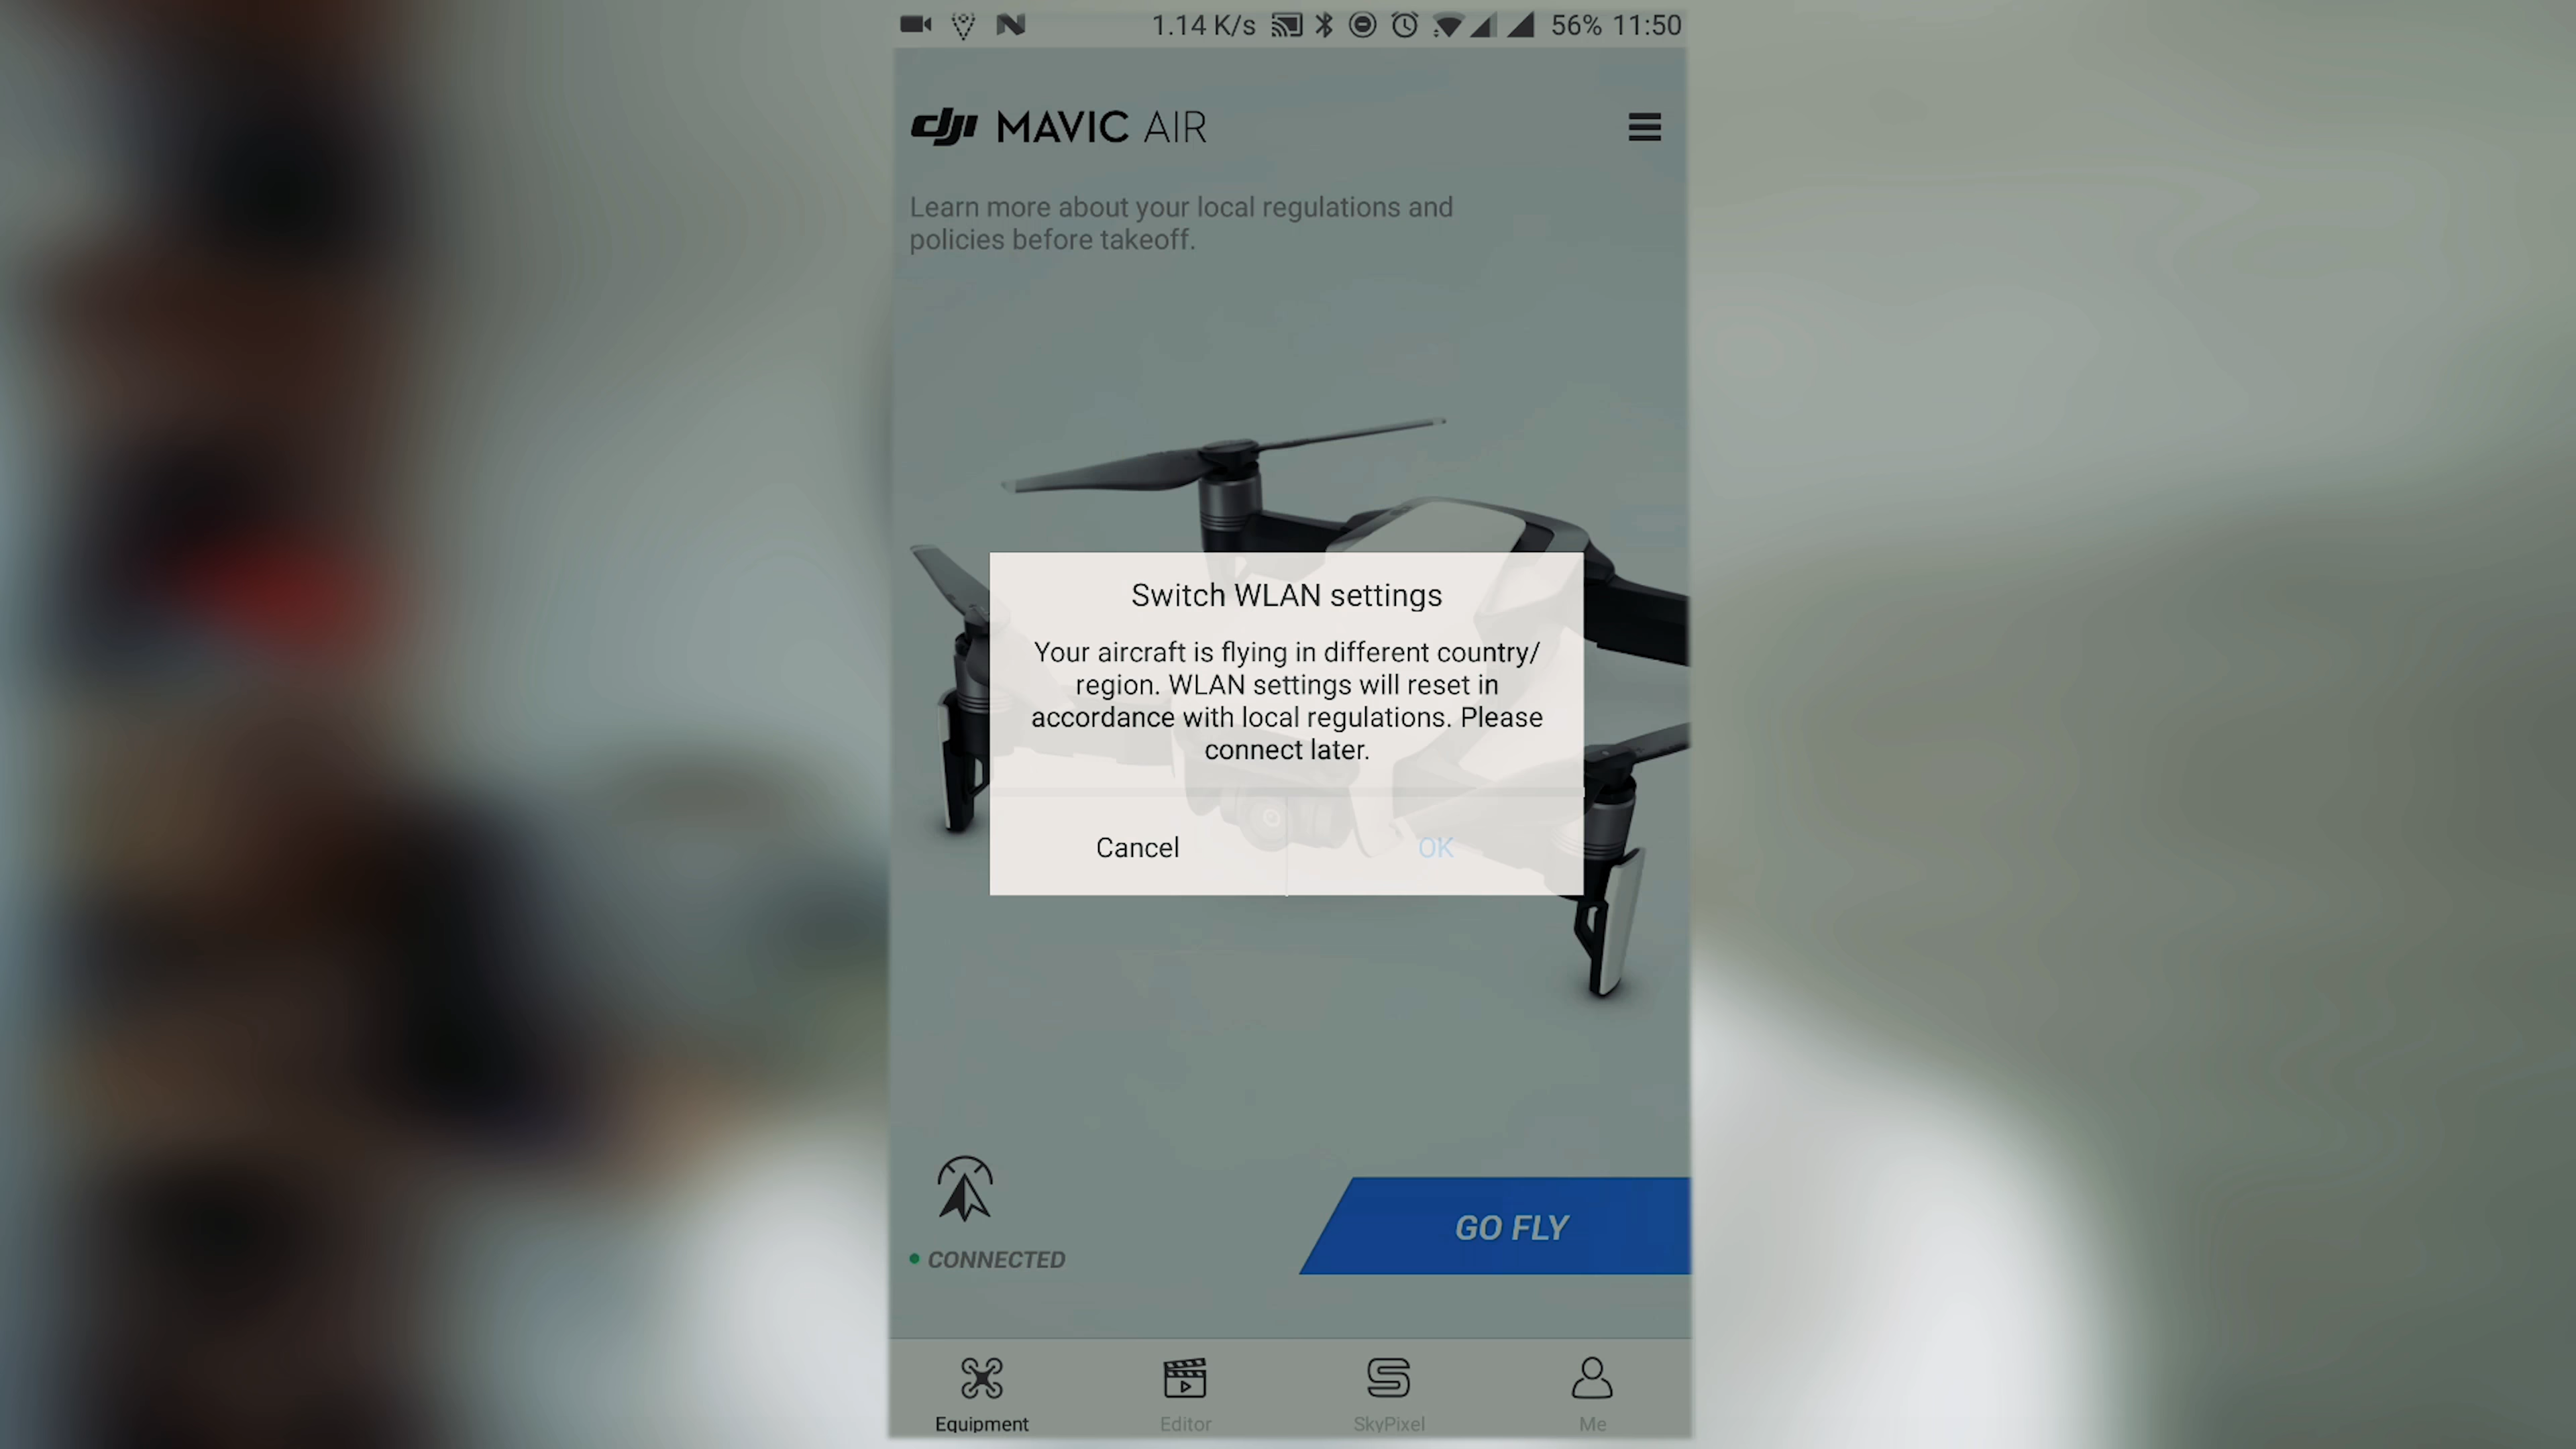 1.14 K/s 56% 11:50
dji MAVIC AIR
Learn more about your local regulations and
policies before takeoff.
Switch WLAN settings
Your aircraft is flying in different country/
region. WLAN settings will reset in
accordance with local regulations. Please
connect later.
Cancel OK
GO FLY
CONNECTED
Equipment Editor SkyPixel Me